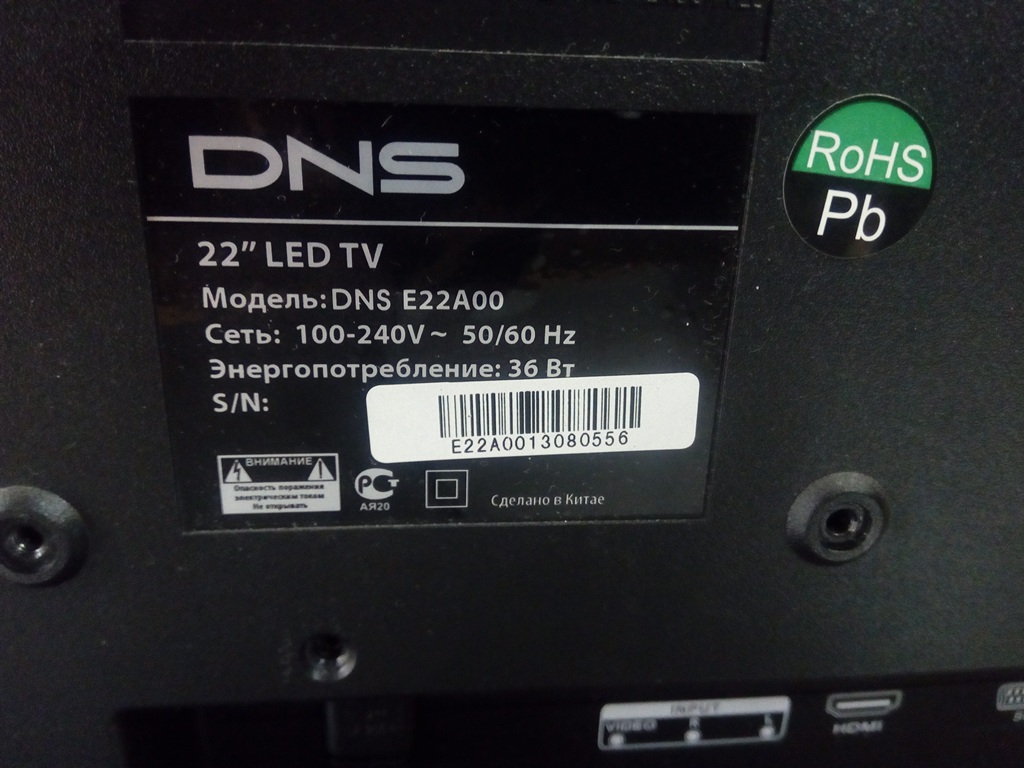 DNS
RoHS
Pb
22" LED TV
Модель: DNS E22A00
Сеть: 100-240V~ 50/60 Hz
Энергопотребление: 36 Вт
S/N:
E22A0013080556
ВНИМАНИЕ
Опасность поражения
электрическим током
Не открывать
РСТ
АЯ20
Сделано в Китае
INPUT
VIDEO R L
HDMI